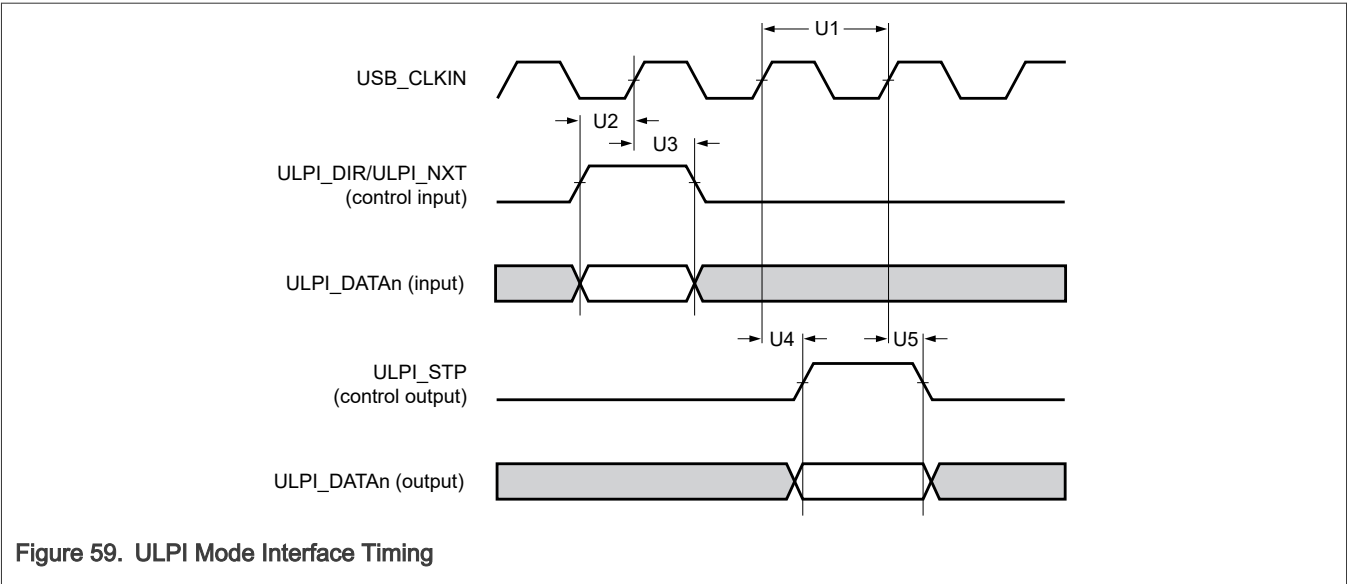 U1
USB_CLKIN
U2
U3
ULPI_DIR/ULPI_NXT
(control input)
ULPI_DATAn (input)
U4
U5
ULPI_STP
(control output)
ULPI_DATAn (output)
Figure 59. ULPI Mode Interface Timing